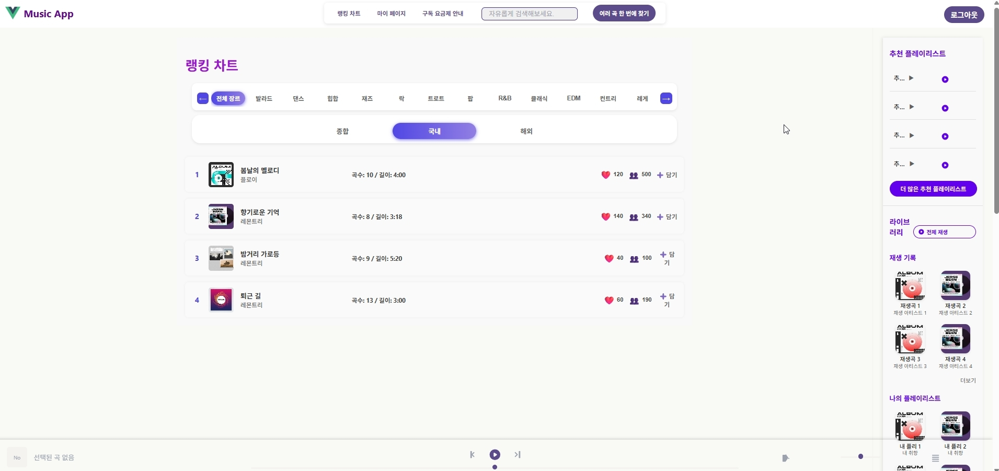 Music App
랭킹 차트
마이 페이지
구독 요금제 안내
자유롭게 검색해보세요.
여러 곡 한 번에 찾기
로그아웃
랭킹 차트
전체 장르
발라드
댄스
힙합
재즈
락
트로트
팝
R&B
클래식
EDM
컨트리
레게
종합
국내
해외
1
봄날의 멜로디
플로이
곡수: 10 / 길이: 4:00
120
500
담기
2
향기로운 기억
레몬트리
곡수: 8 / 길이: 3:18
140
340
담기
3
밤거리 가로등
레몬트리
곡수: 9 / 길이: 5:20
40
100
담
기
4
퇴근 길
레몬트리
곡수: 13 / 길이: 3:00
60
190
담
기
추천 플레이리스트
추...
추...
추...
추...
더 많은 추천 플레이리스트
라이브
러리
전체 재생
재생 기록
ALBUM
JERSE
BERN
재생곡 1
재생 아티스트 1
재생곡 2
재생 아티스트 2
ALBUM
JERSE
BERN
재생곡 3
재생 아티스트 3
재생곡 4
재생 아티스트 4
더보기
나의 플레이리스트
ALBUM
JERSE
BERN
내 플리 1
내 취향
내 플리 2
내 취향
No
선택된 곡 없음